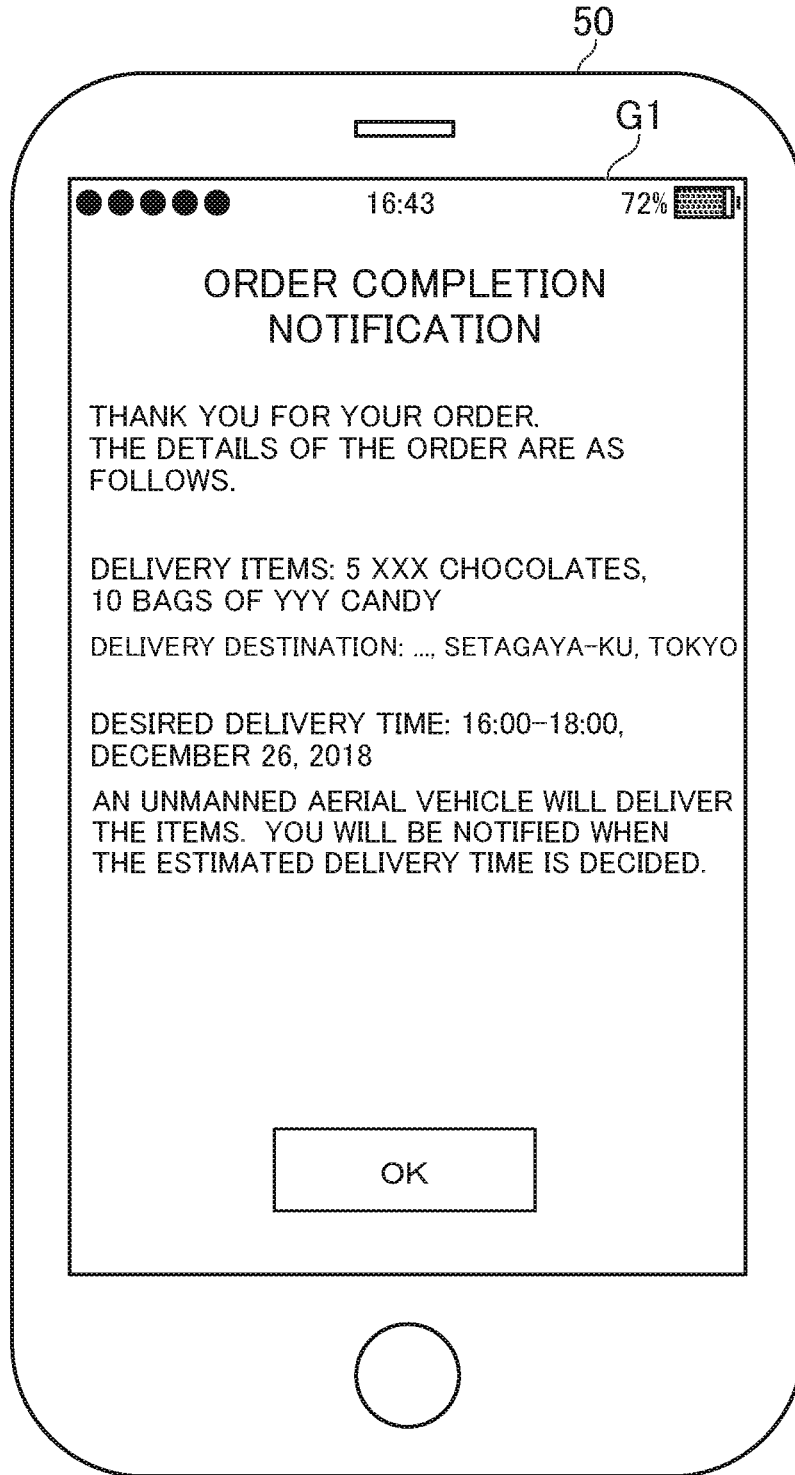 50
G1
16:43 72%
ORDER COMPLETION
NOTIFICATION
THANK YOU FOR YOUR ORDER.
THE DETAILS OF THE ORDER ARE AS
FOLLOWS.
DELIVERY ITEMS: 5 XXX CHOCOLATES,
10 BAGS OF YYY CANDY
DELIVERY DESTINATION: ..., SETAGAYA-KU, TOKYO
DESIRED DELIVERY TIME: 16:00-18:00,
DECEMBER 26, 2018
AN UNMANNED AERIAL VEHICLE WILL DELIVER
THE ITEMS. YOU WILL BE NOTIFIED WHEN
THE ESTIMATED DELIVERY TIME IS DECIDED.
OK